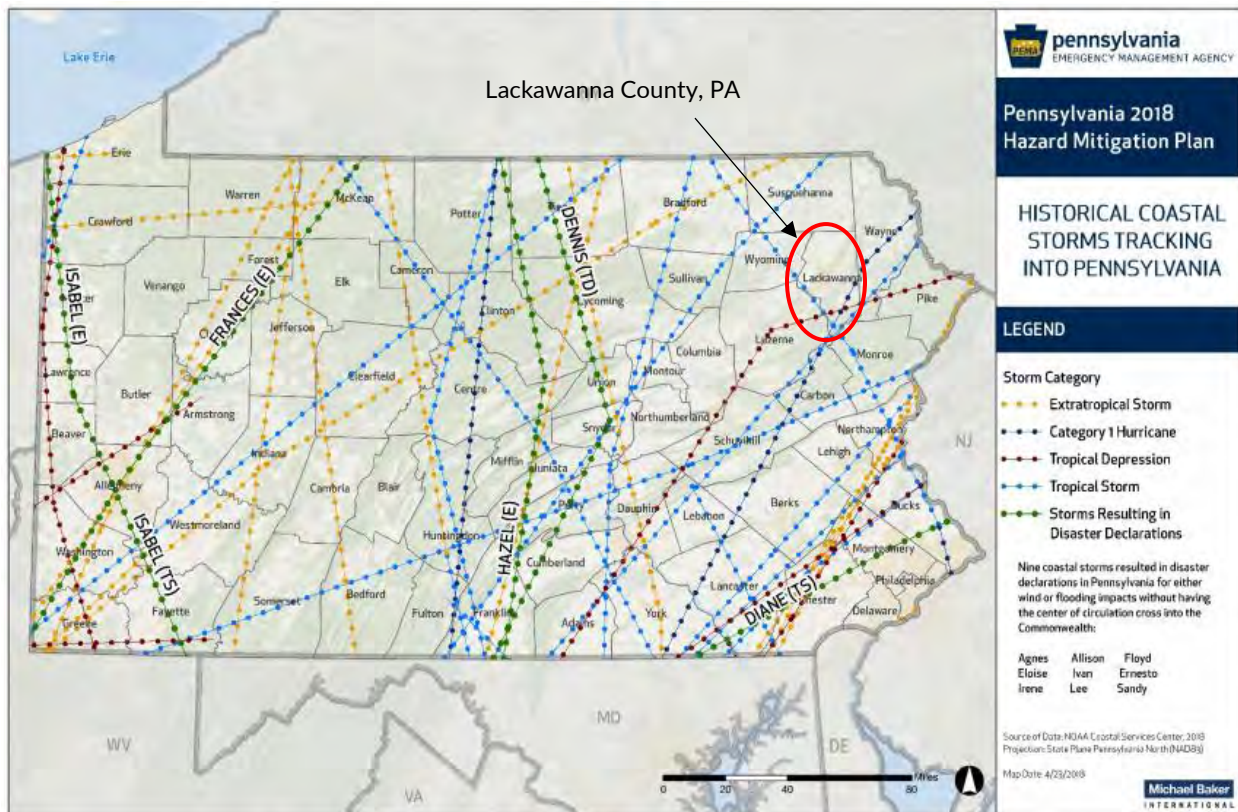 Lake Erie
Lackawanna County, PA
Erie
Crawford
Warren
McKean
Potter
Bradford
Susquehanna
Wayne
Wyoming
Lackawanna
Pike
Forest
Venango
Elk
Cameron
Clinton
Lycoming
Sullivan
Luzerne
Columbia
Monroe
Lawrence
Butler
Jefferson
Clearfield
Centre
Union
Montour
Northumberland
Carbon
Northampton
Beaver
Armstrong
Indiana
Snyder
Schuylkill
Lehigh
Allegheny
Cambria
Blair
Mifflin
Juniata
Dauphin
Lebanon
Berks
Bucks
Washington
Westmoreland
Huntingdon
Perry
Cumberland
Lancaster
Montgomery
Philadelphia
Greene
Fayette
Somerset
Bedford
Fulton
Franklin
Adams
York
Delaware
ISABEL (E)
FRANCES (E)
DENNIS (TD)
ISABEL (TS)
HAZEL (E)
DIANE (TS)
NJ
WV
MD
DE
VA
0 20 40 80
Miles
PEMA
pennsylvania
EMERGENCY MANAGEMENT AGENCY
Pennsylvania 2018
Hazard Mitigation Plan
HISTORICAL COASTAL
STORMS TRACKING
INTO PENNSYLVANIA
LEGEND
Storm Category
Extratropical Storm
Category 1 Hurricane
Tropical Depression
Tropical Storm
Storms Resulting in
Disaster Declarations
Nine coastal storms resulted in disaster
declarations in Pennsylvania for either
wind or flooding impacts without having
the center of circulation cross into the
Commonwealth:
Agnes Allison Floyd
Eloise Ivan Ernesto
Irene Lee Sandy
Source of Data: NOAA Coastal Services Center, 2018
Projection: State Plane Pennsylvania North (NAD83)
Map Date: 4/23/2018
Michael Baker
INTERNATIONAL